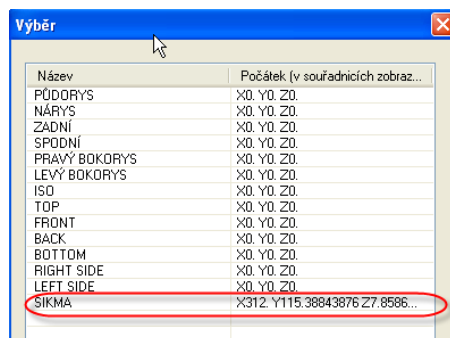 Výběr
Název Počátek (v souřadnicích zobraz...
PŮDORYS X0. Y0. Z0.
NÁRYS X0. Y0. Z0.
ZADNÍ X0. Y0. Z0.
SPODNÍ X0. Y0. Z0.
PRAVÝ BOKORYS X0. Y0. Z0.
LEVÝ BOKORYS X0. Y0. Z0.
ISO X0. Y0. Z0.
TOP X0. Y0. Z0.
FRONT X0. Y0. Z0.
BACK X0. Y0. Z0.
BOTTOM X0. Y0. Z0.
RIGHT SIDE X0. Y0. Z0.
LEFT SIDE X0. Y0. Z0.
SIKMA X312. Y115.38843876 Z7.8586...